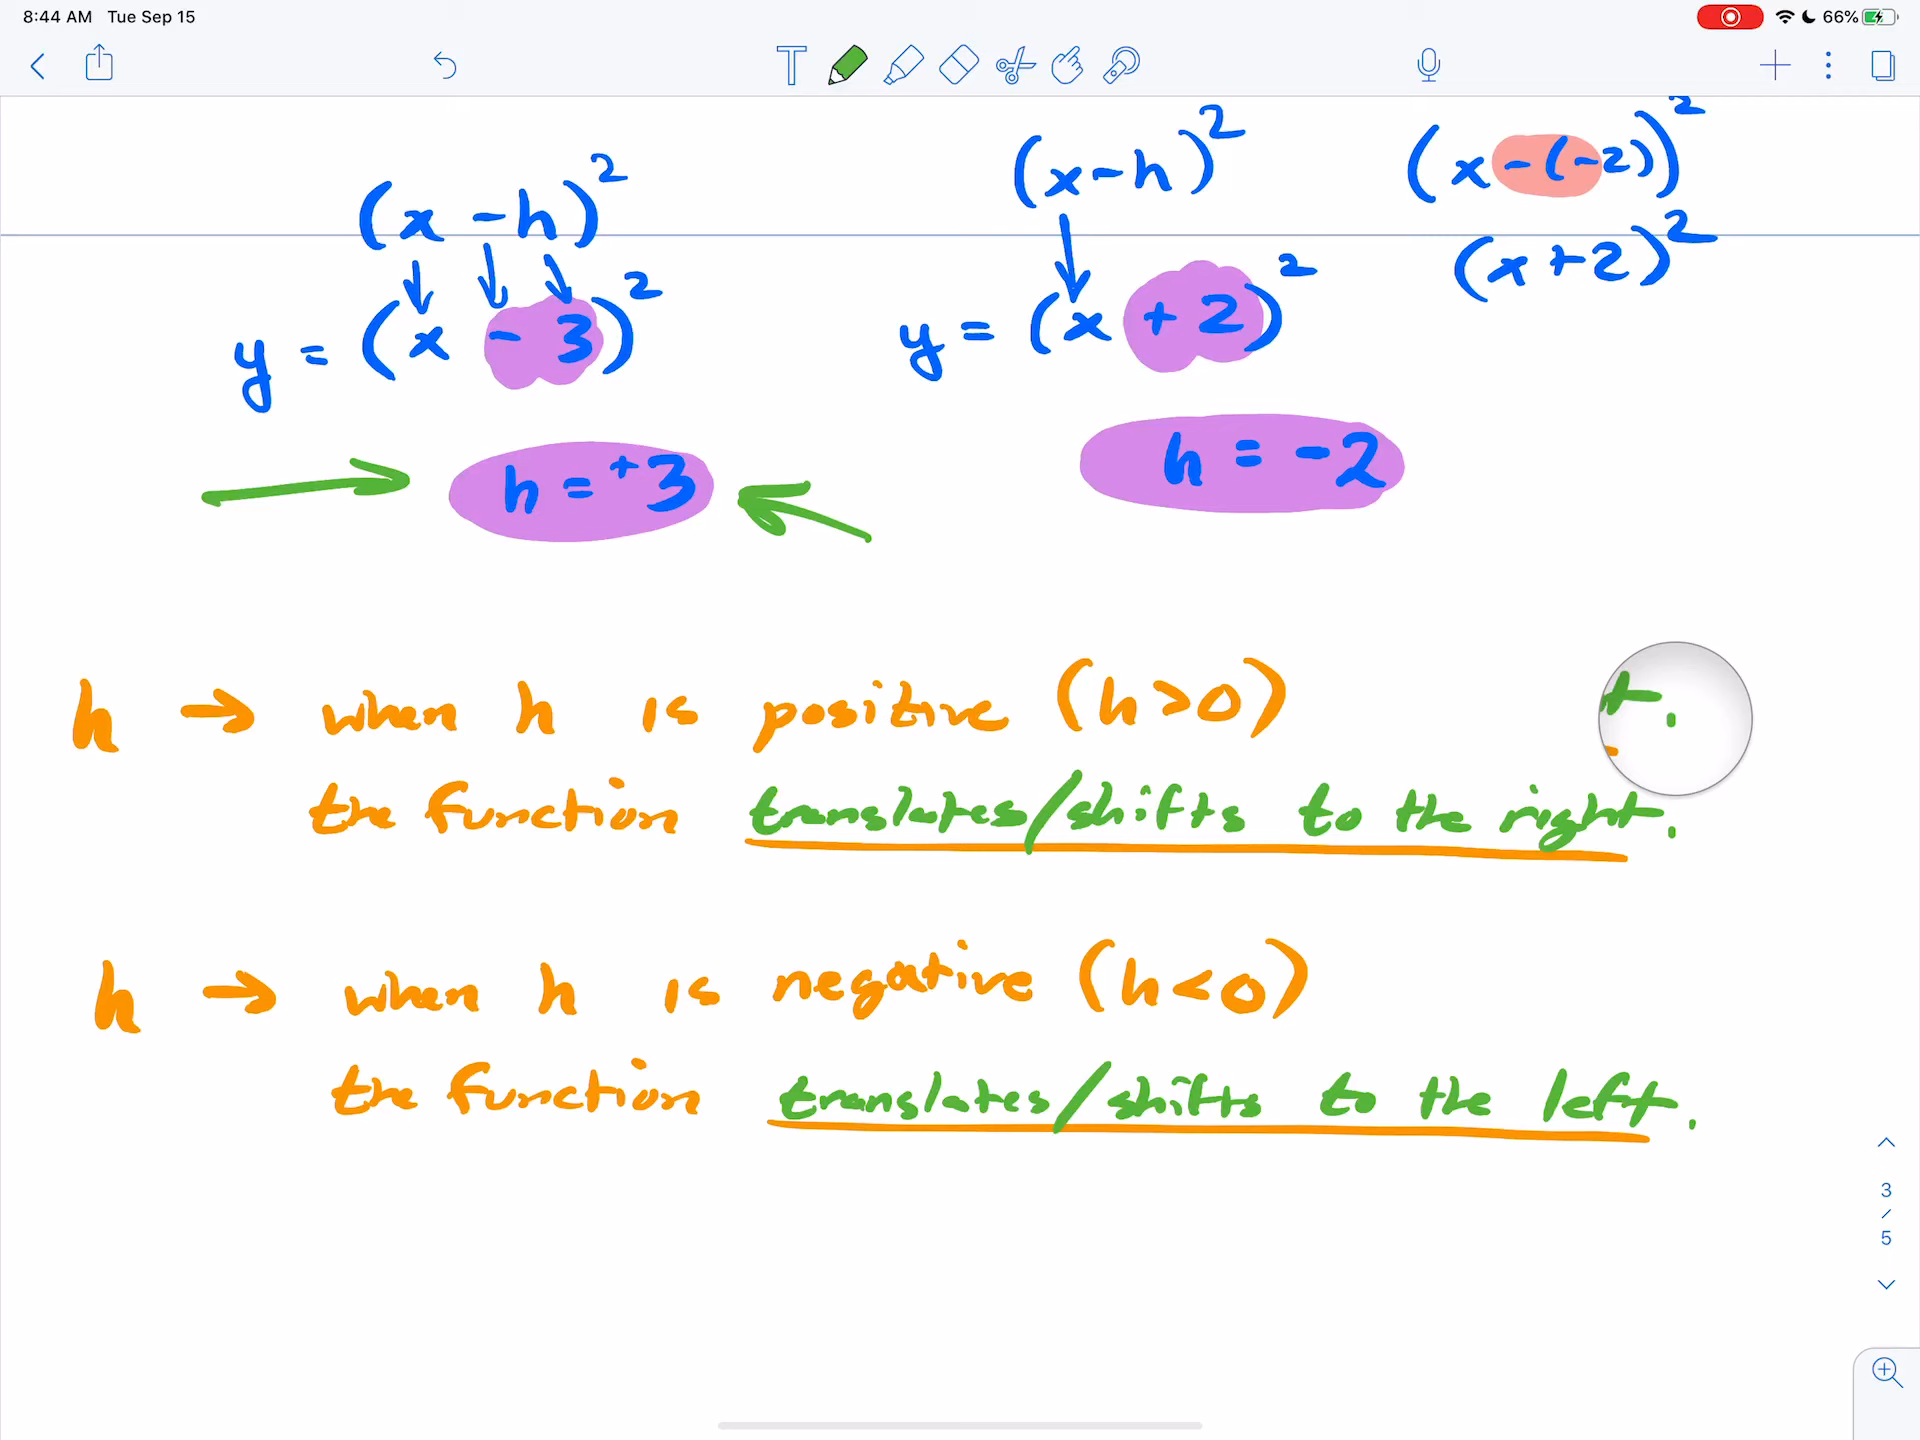 8:44 AM Tue Sep 15
66%
(x - h)²
y = (x - 3)²
h = +3
(x - h)²
y = (x + 2)²
h = -2
(x - (-2))²
(x + 2)²
h → when h is positive (h > 0)
the function translates/shifts to the right.
t.
h → when h is negative (h < 0)
the function translates/shifts to the left.
3
/
5